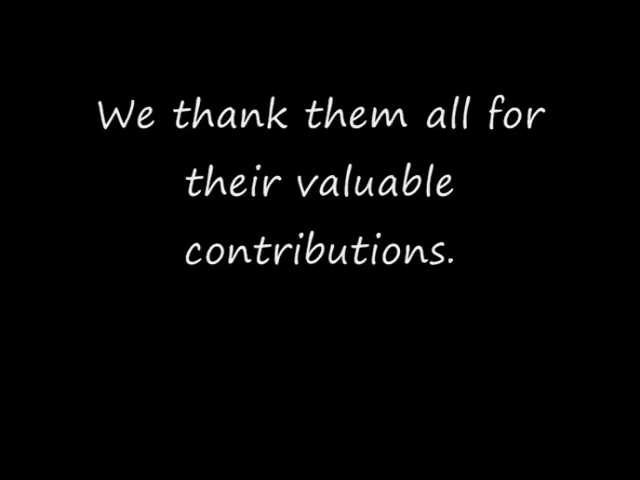 We thank them all for
their valuable
contributions.